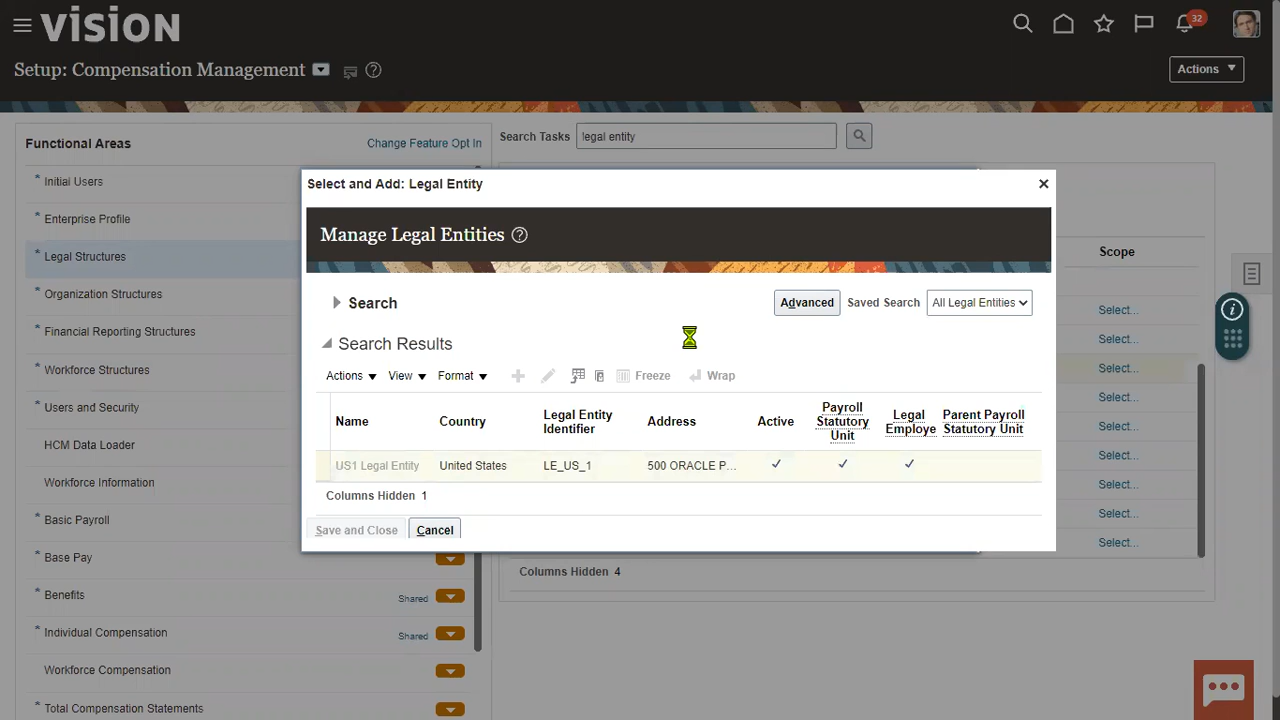 vision
32
Setup: Compensation Management
Actions
Functional Areas
Change Feature Opt In
Search Tasks
legal entity
* Initial Users
* Enterprise Profile
* Legal Structures
* Organization Structures
* Financial Reporting Structures
* Workforce Structures
* Users and Security
HCM Data Loader
Workforce Information
* Basic Payroll
* Base Pay
* Benefits
Shared
* Individual Compensation
Shared
Workforce Compensation
* Total Compensation Statements
Select and Add: Legal Entity
Manage Legal Entities
Search
Advanced
Saved Search
All Legal Entities
Search Results
Actions
View
Format
Freeze
Wrap
Name
Country
Legal Entity Identifier
Address
Active
Payroll Statutory Unit
Legal Employe
Parent Payroll Statutory Unit
US1 Legal Entity
United States
LE_US_1
500 ORACLE P...
Columns Hidden 1
Save and Close
Cancel
Scope
Select...
Select...
Select...
Select...
Select...
Select...
Select...
Select...
Select...
Columns Hidden 4